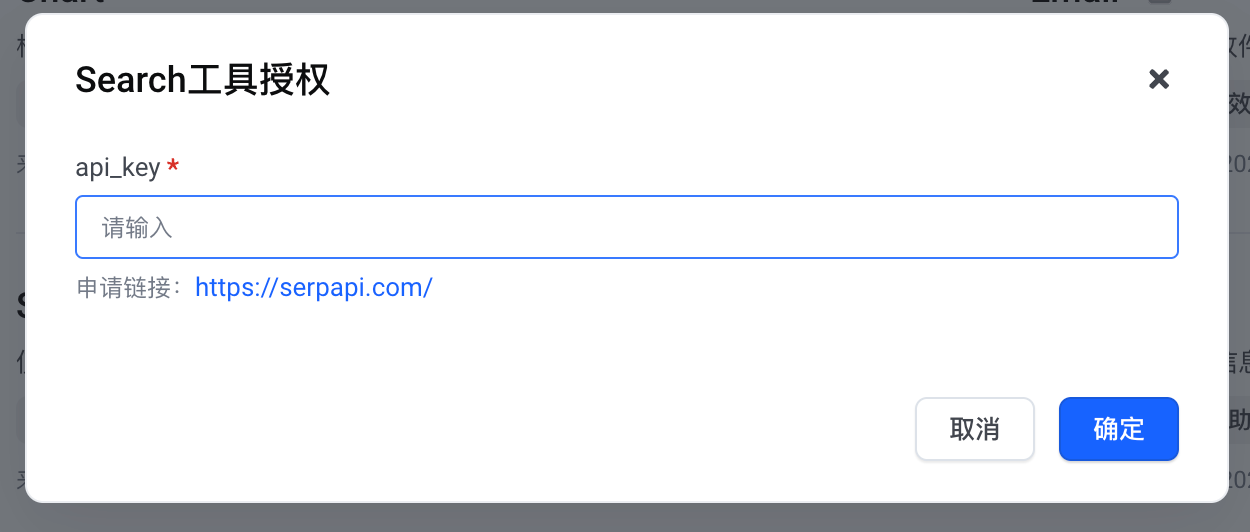 Search工具授权
api_key *
请输入
申请链接：https://serpapi.com/
取消
确定